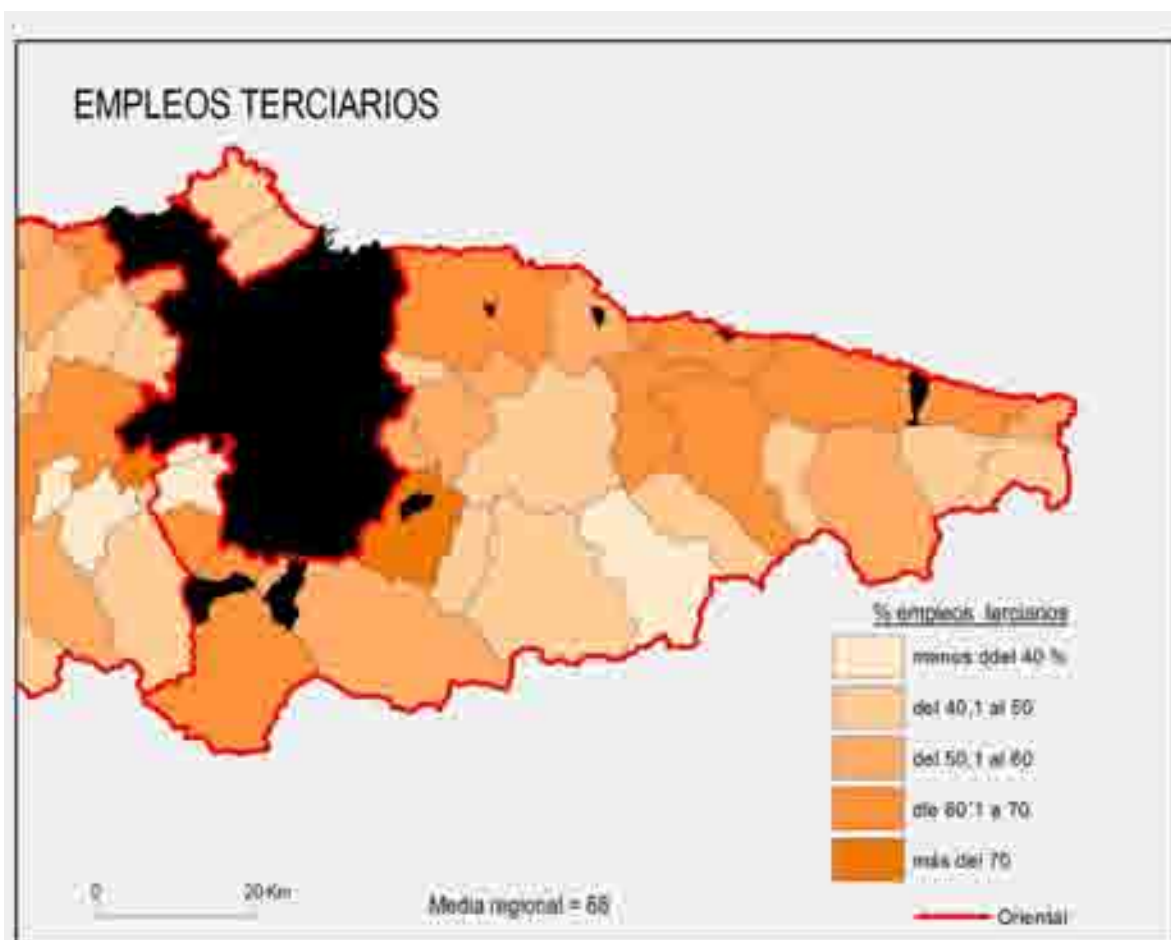 EMPLEOS TERCIARIOS
% empleos terciarios
menos ddel 40 %
del 40,1 al 50
del 50,1 al 60
dle 60´1 a 70
más del 70
0 20 Km
Media regional = 68
Oriental